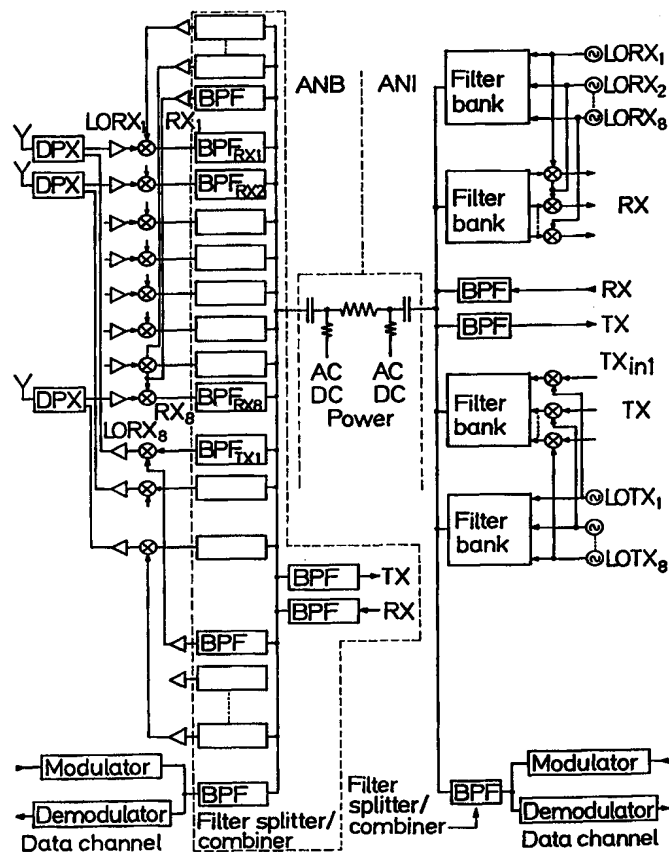 ANB
ANI
BPF
LORX1
RX1
DPX
BPFRX1
DPX
BPFRX2
DPX
RX8
BPFRX8
LORX8
BPFTX1
BPF
TX
BPF
RX
BPF
Modulator
Demodulator
Data channel
BPF
Filter splitter/
combiner
AC
DC
AC
DC
Power
Filter
bank
LORX1
LORX2
LORX8
Filter
bank
RX
BPF
RX
BPF
TX
TXin1
Filter
bank
TX
Filter
bank
LOTX1
LOTX8
Filter
splitter/
combiner
BPF
Modulator
Demodulator
Data channel